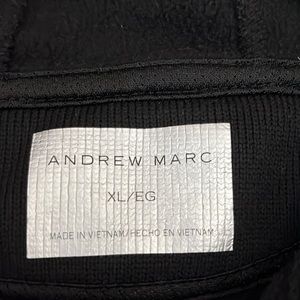 ANDREW MARC
XL/EG
MADE IN VIETNAM/HECHO EN VIETNAM